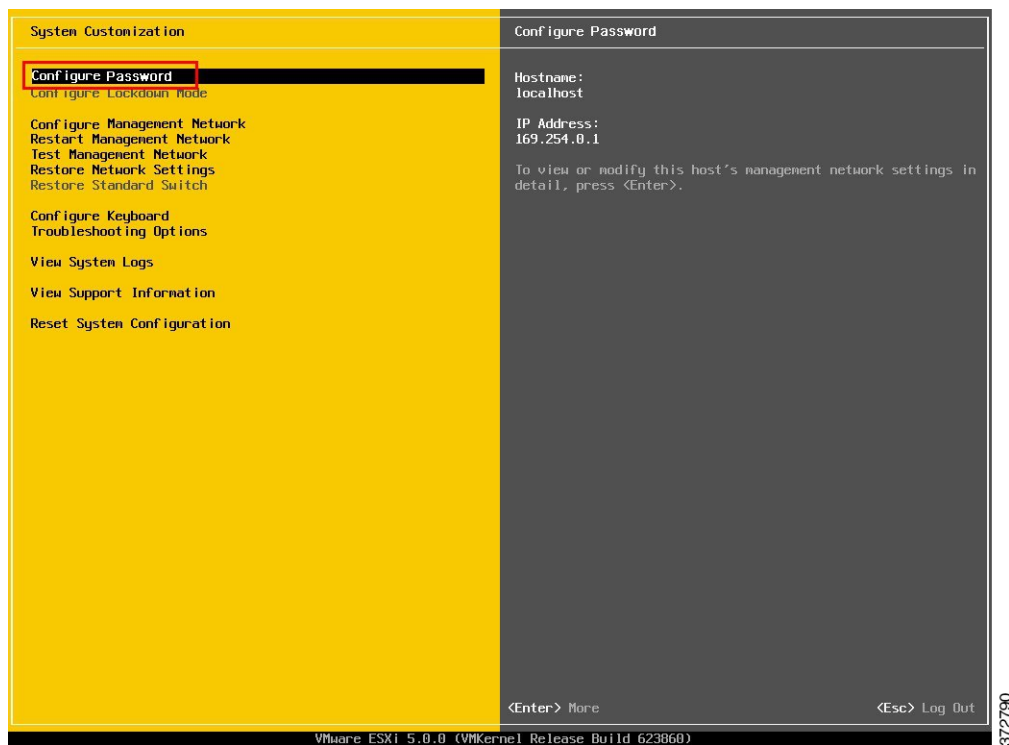 System Customization
Configure Password
Configure Lockdown Mode
Configure Management Network
Restart Management Network
Test Management Network
Restore Network Settings
Restore Standard Switch
Configure Keyboard
Troubleshooting Options
View System Logs
View Support Information
Reset System Configuration
Configure Password
Hostname:
localhost
IP Address:
169.254.0.1
To view or modify this host's management network settings in
detail, press <Enter>.
<Enter> More
<Esc> Log Out
VMware ESXi 5.0.0 (VMKernel Release Build 623860)
372790